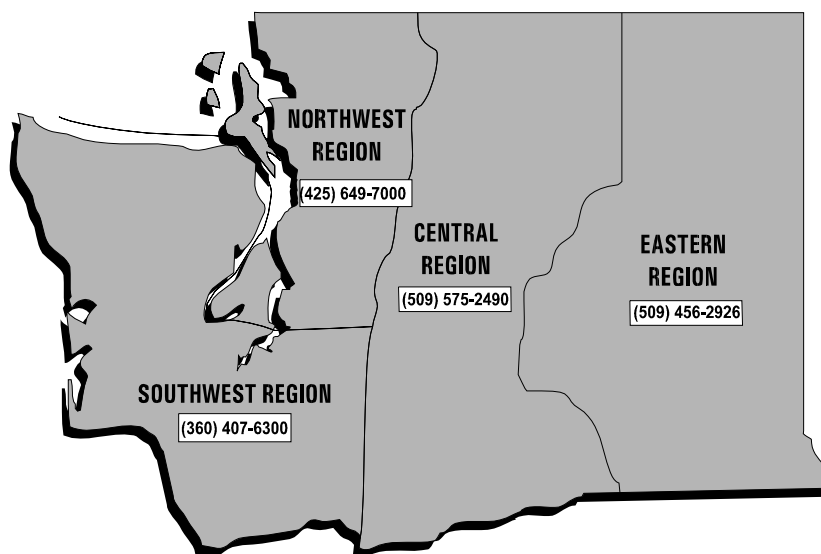 NORTHWEST
REGION
(425) 649-7000
CENTRAL
REGION
(509) 575-2490
EASTERN
REGION
(509) 456-2926
SOUTHWEST REGION
(360) 407-6300